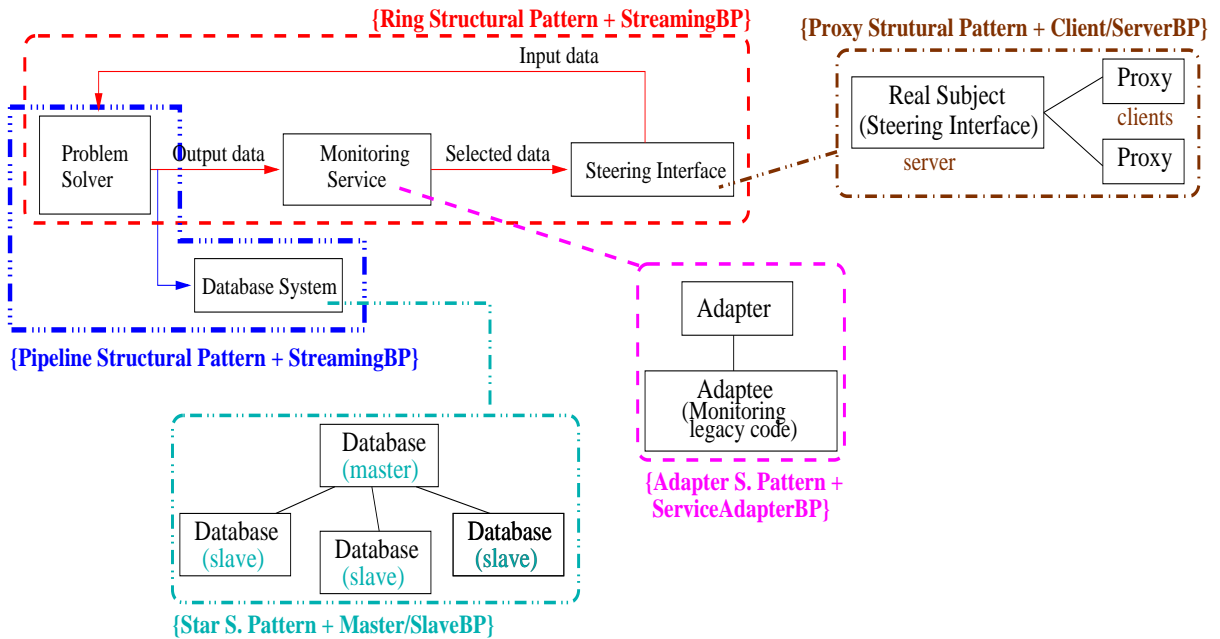 {Ring Structural Pattern + StreamingBP}
{Proxy Strutural Pattern + Client/ServerBP}
Input data
Problem
Solver
Output data
Monitoring
Service
Selected data
Steering Interface
Real Subject
(Steering Interface)
server
Proxy
clients
Proxy
Database System
{Pipeline Structural Pattern + StreamingBP}
Adapter
Adaptee
(Monitoring
legacy code)
{Adapter S. Pattern +
ServiceAdapterBP}
Database
(master)
Database
(slave)
Database
(slave)
Database
(slave)
{Star S. Pattern + Master/SlaveBP}